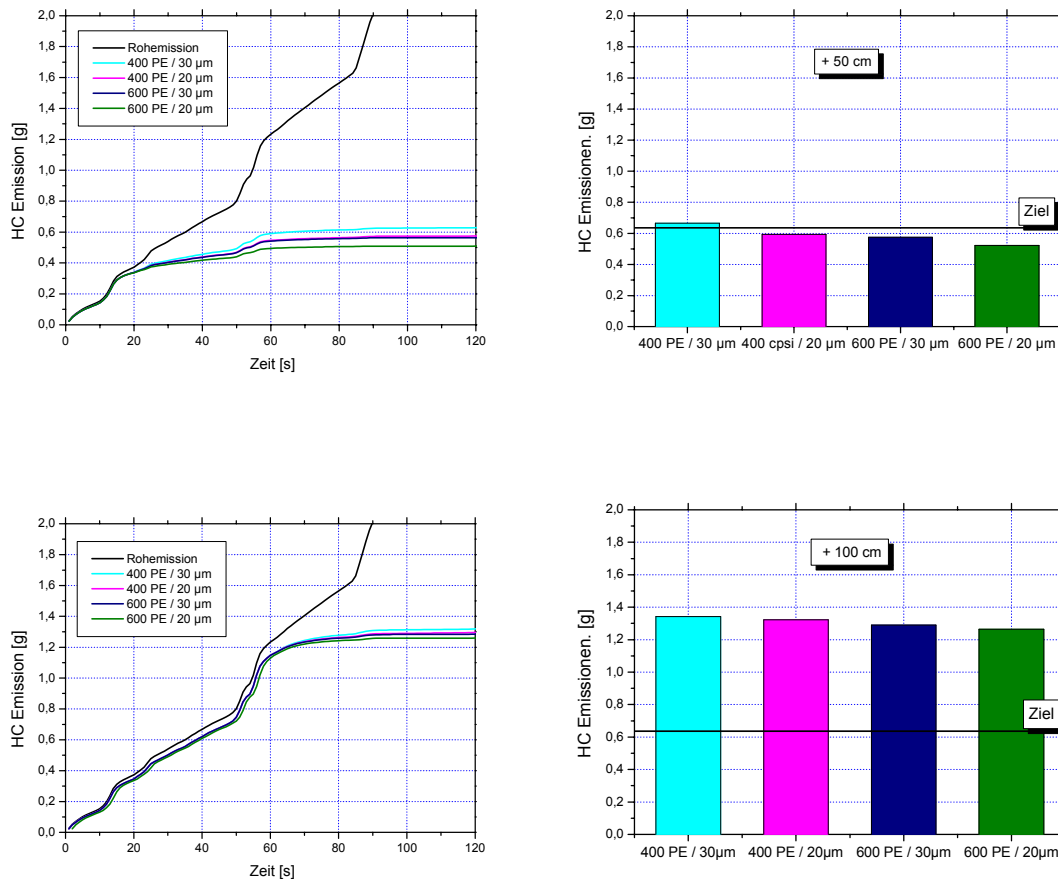 2,0
1,8
1,6
1,4
1,2
1,0
0,8
0,6
0,4
0,2
0,0
HC Emission [g]
Rohemission
400 PE / 30 µm
400 PE / 20 µm
600 PE / 30 µm
600 PE / 20 µm
0 20 40 60 80 100 120
Zeit [s]
2,0
1,8
1,6
1,4
1,2
1,0
0,8
0,6
0,4
0,2
0,0
HC Emissionen. [g]
+ 50 cm
Ziel
400 PE / 30 µm 400 cpsi / 20 µm 600 PE / 30 µm 600 PE / 20 µm
2,0
1,8
1,6
1,4
1,2
1,0
0,8
0,6
0,4
0,2
0,0
HC Emission [g]
Rohemission
400 PE / 30 µm
400 PE / 20 µm
600 PE / 30 µm
600 PE / 20 µm
0 20 40 60 80 100 120
Zeit [s]
2,0
1,8
1,6
1,4
1,2
1,0
0,8
0,6
0,4
0,2
0,0
HC Emissionen. [g]
+ 100 cm
Ziel
400 PE / 30µm 400 PE / 20µm 600 PE / 30µm 600 PE / 20µm